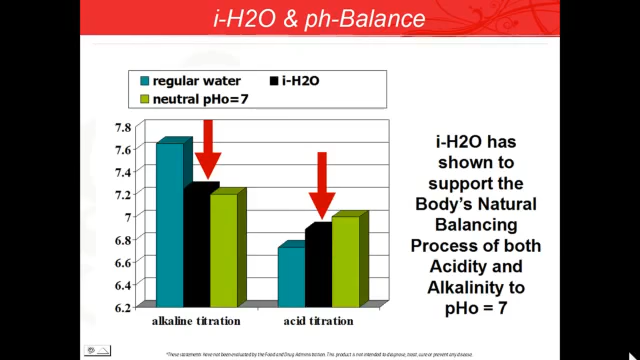 i-H2O & ph-Balance
regular water
i-H2O
neutral pHo=7
7.8
7.6
7.4
7.2
7
6.8
6.6
6.4
6.2
alkaline titration
acid titration
i-H2O has
shown to
support the
Body's Natural
Balancing
Process of both
Acidity and
Alkalinity to
pHo = 7
*These statements have not been evaluated by the Food and Drug Administration. This product is not intended to diagnose, treat, cure or prevent any disease.